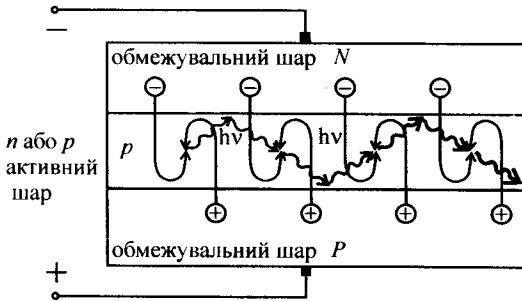 −
обмежувальний шар N
− − − −
n або p
активний
шар
p hν hν
+ + + +
обмежувальний шар P
+